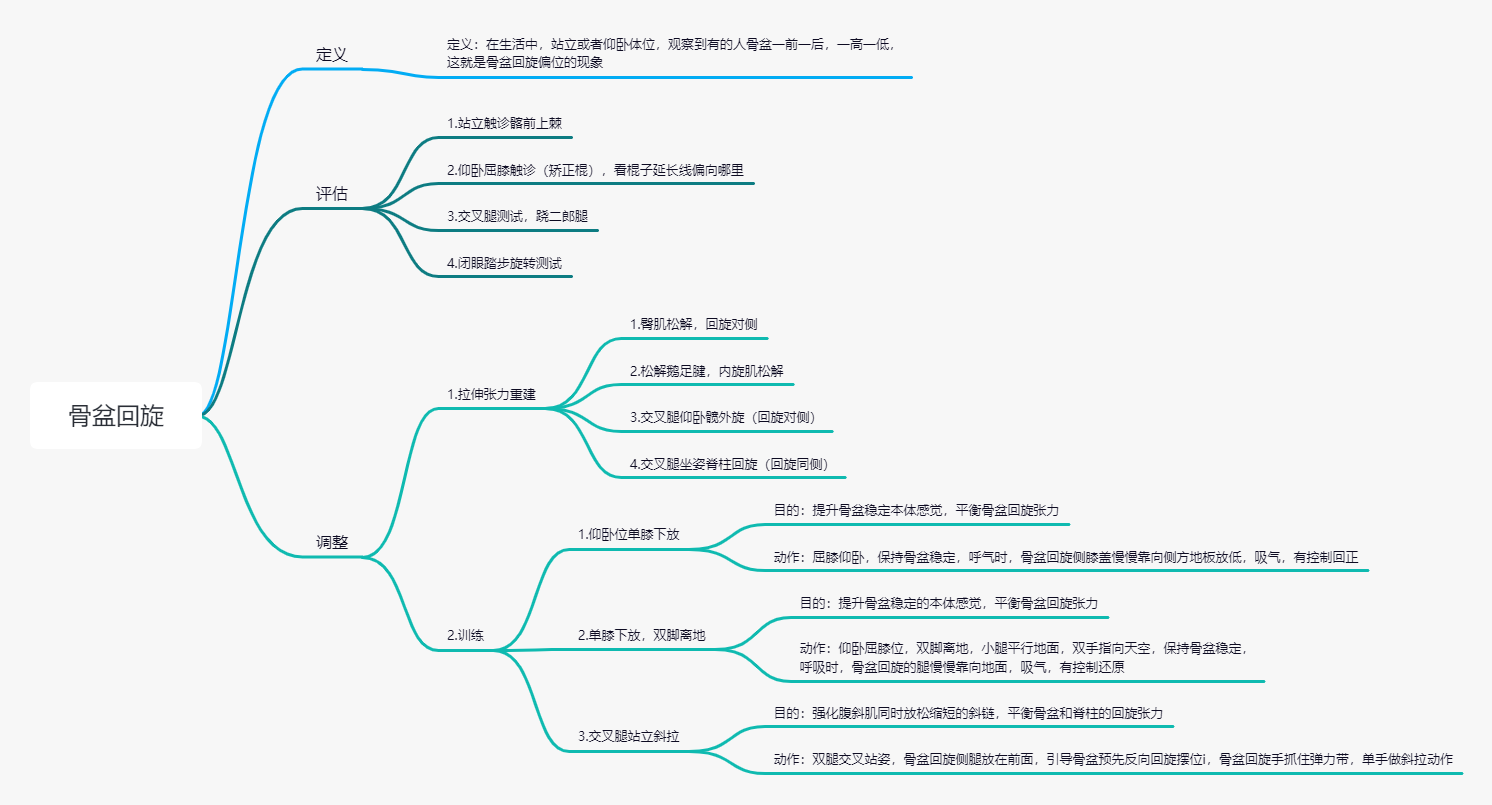 骨盆回旋
定义
定义：在生活中，站立或者仰卧体位，观察到有的人骨盆一前一后，一高一低，
这就是骨盆回旋偏位的现象
评估
1.站立触诊髂前上棘
2.仰卧屈膝触诊（矫正棍），看棍子延长线偏向哪里
3.交叉腿测试，跷二郎腿
4.闭眼踏步旋转测试
调整
1.拉伸张力重建
1.臀肌松解，回旋对侧
2.松解鹅足腱，内旋肌松解
3.交叉腿仰卧髋外旋（回旋对侧）
4.交叉腿坐姿脊柱回旋（回旋同侧）
2.训练
1.仰卧位单膝下放
目的：提升骨盆稳定本体感觉，平衡骨盆回旋张力
动作：屈膝仰卧，保持骨盆稳定，呼气时，骨盆回旋侧膝盖慢慢靠向侧方地板放低，吸气，有控制回正
2.单膝下放，双脚离地
目的：提升骨盆稳定的本体感觉，平衡骨盆回旋张力
动作：仰卧屈膝位，双脚离地，小腿平行地面，双手指向天空，保持骨盆稳定，
呼吸时，骨盆回旋的腿慢慢靠向地面，吸气，有控制还原
3.交叉腿站立斜拉
目的：强化腹斜肌同时放松缩短的斜链，平衡骨盆和脊柱的回旋张力
动作：双腿交叉站姿，骨盆回旋侧腿放在前面，引导骨盆预先反向回旋摆位i，骨盆回旋手抓住弹力带，单手做斜拉动作